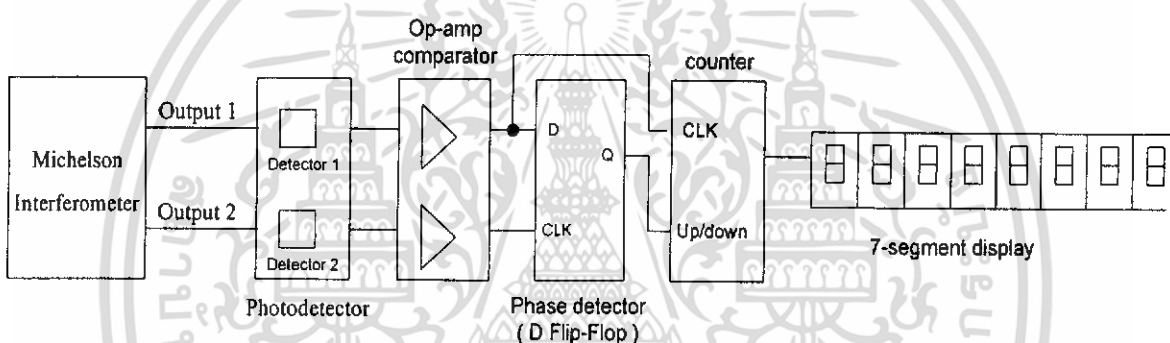 Op-amp
comparator
counter
Output 1
Detector 1
D
Q
CLK
Michelson
Interferometer
Output 2
Detector 2
CLK
Up/down
7-segment display
Photodetector
Phase detector
( D Flip-Flop )